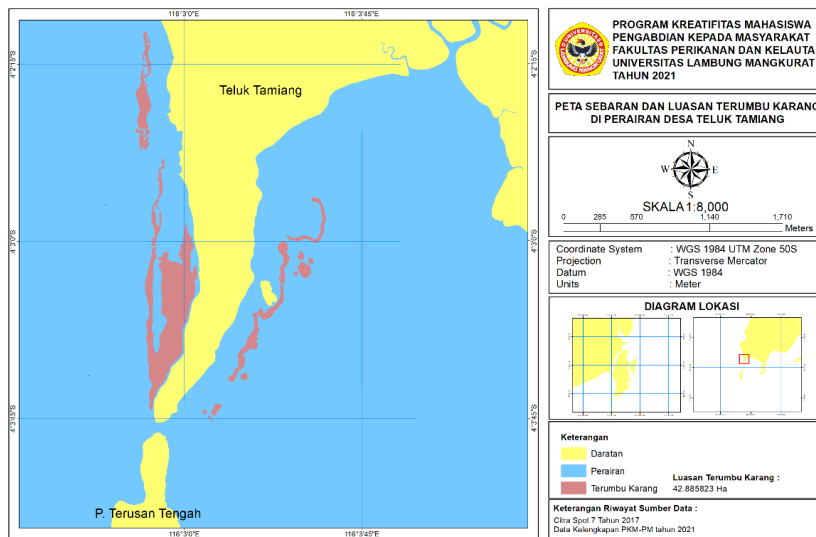 116°3'0"E 116°3'45"E
4°2'15"S 4°2'15"S
Teluk Tamiang
4°3'0"S 4°3'0"S
4°3'45"S 4°3'45"S
P. Terusan Tengah
116°3'0"E 116°3'45"E
PROGRAM KREATIFITAS MAHASISWA
PENGABDIAN KEPADA MASYARAKAT
FAKULTAS PERIKANAN DAN KELAUTA
UNIVERSITAS LAMBUNG MANGKURAT
TAHUN 2021
PETA SEBARAN DAN LUASAN TERUMBU KARANG
DI PERAIRAN DESA TELUK TAMIANG
N
W E
S
SKALA 1:8,000
0 285 570 1,140 1,710
Meters
Coordinate System : WGS 1984 UTM Zone 50S
Projection : Transverse Mercator
Datum : WGS 1984
Units : Meter
DIAGRAM LOKASI
Keterangan
Daratan
Perairan
Terumbu Karang
Luasan Terumbu Karang :
42.885823 Ha
Keterangan Riwayat Sumber Data :
Citra Spot 7 Tahun 2017
Data Kelengkapan PKM-PM tahun 2021